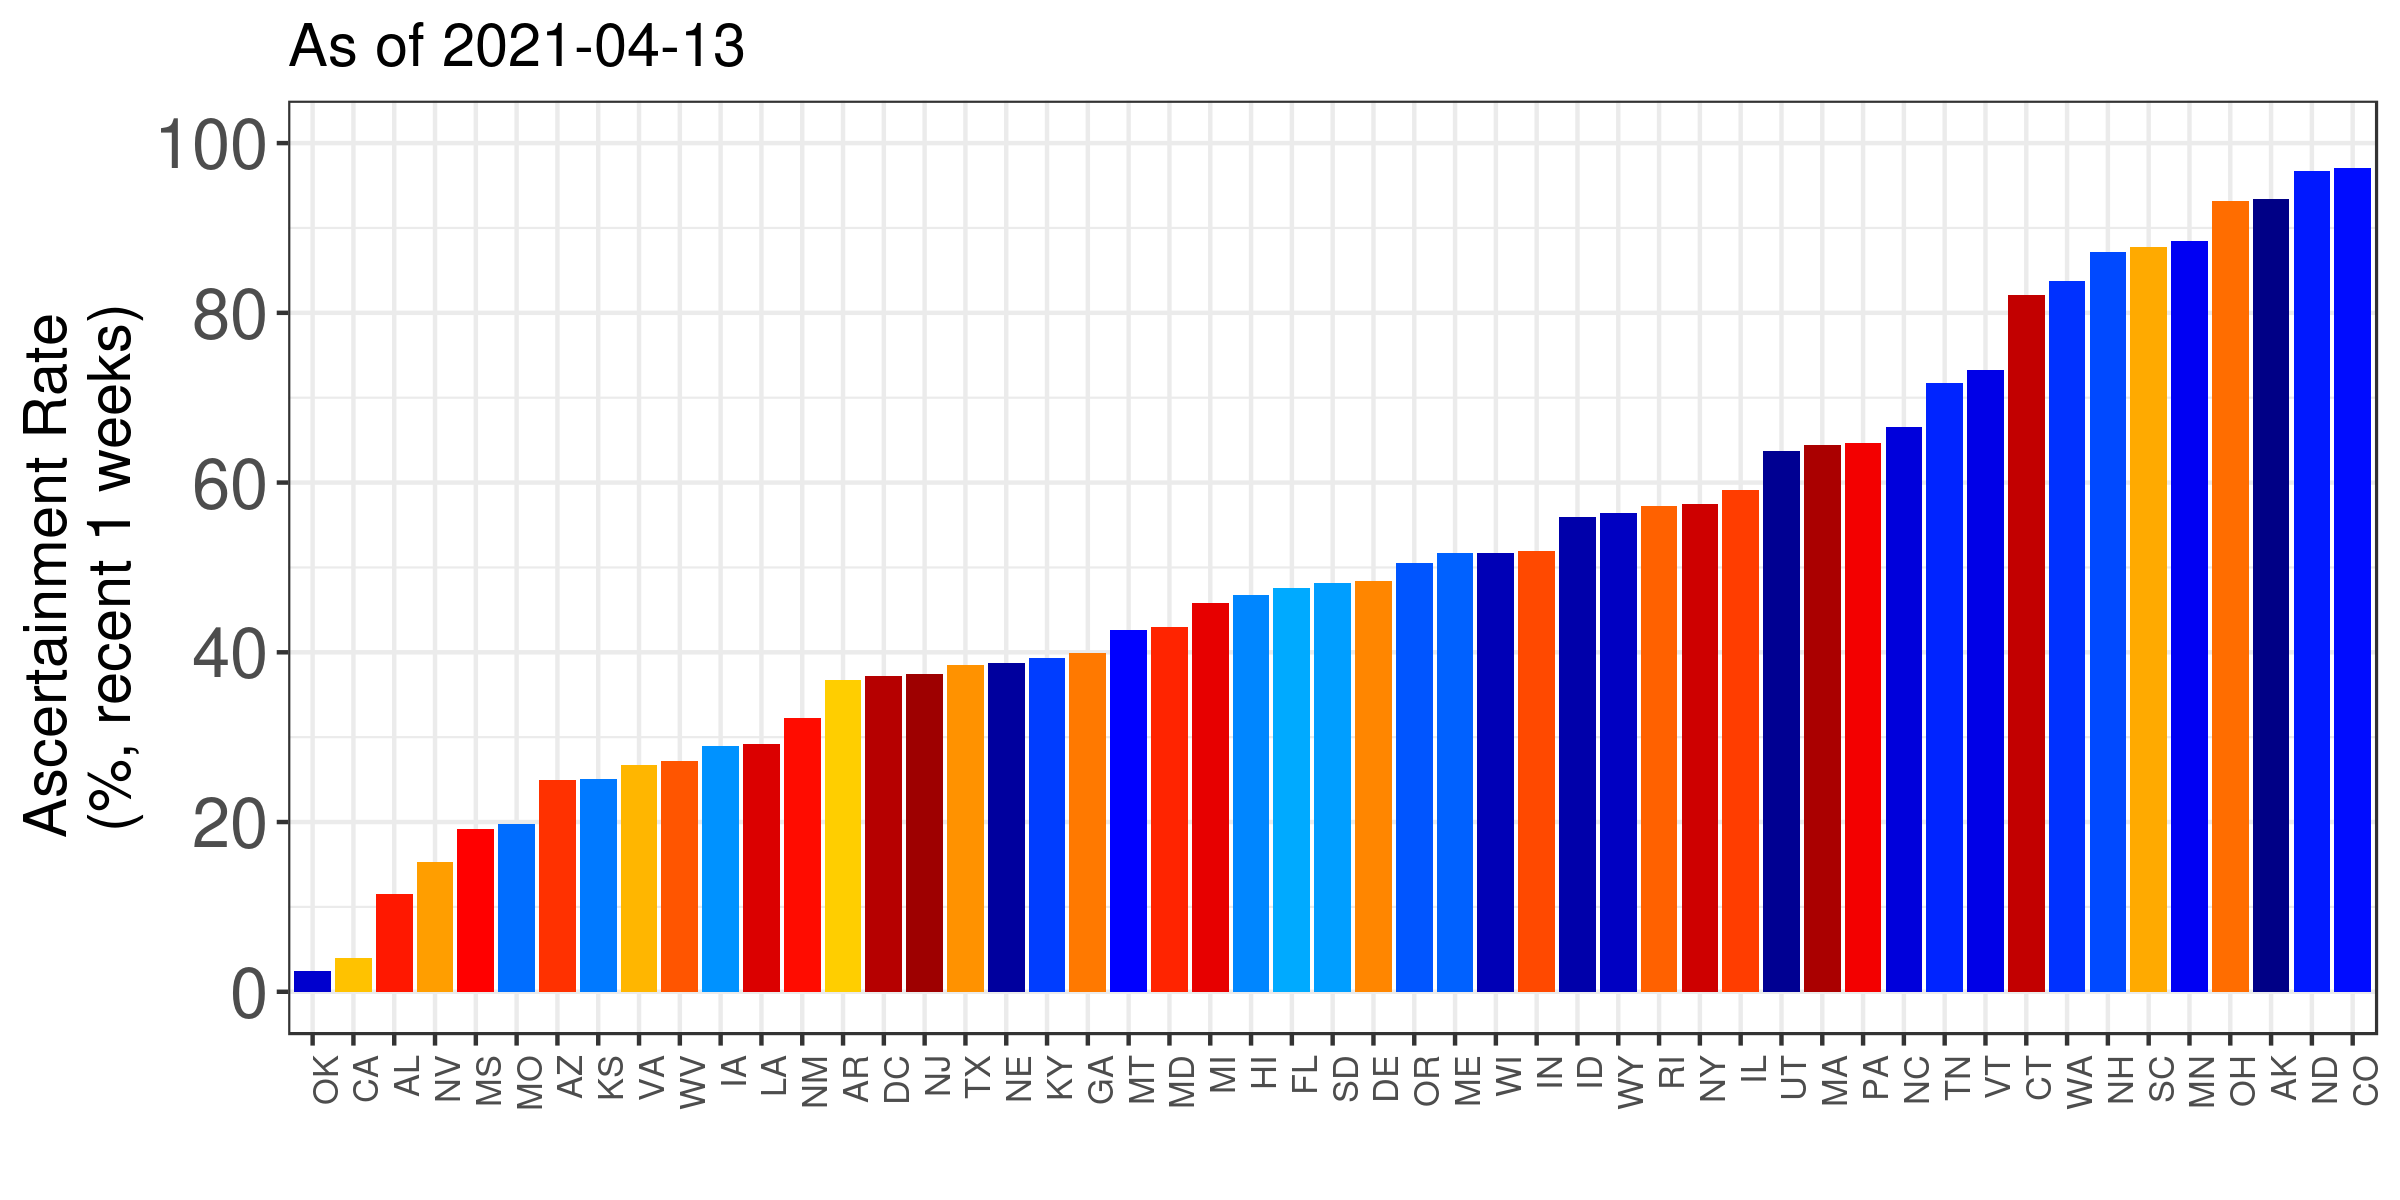 As of 2021-04-13
Ascertainment Rate
(%, recent 1 weeks)
100
80
60
40
20
0
OK CA AL NV MS MO AZ KS VA WV IA LA NM AR DC NJ TX NE KY GA MT MD MI HI FL SD DE OR ME WI IN ID WY RI NY IL UT MA PA NC TN VT CT WA NH SC MN OH AK ND CO